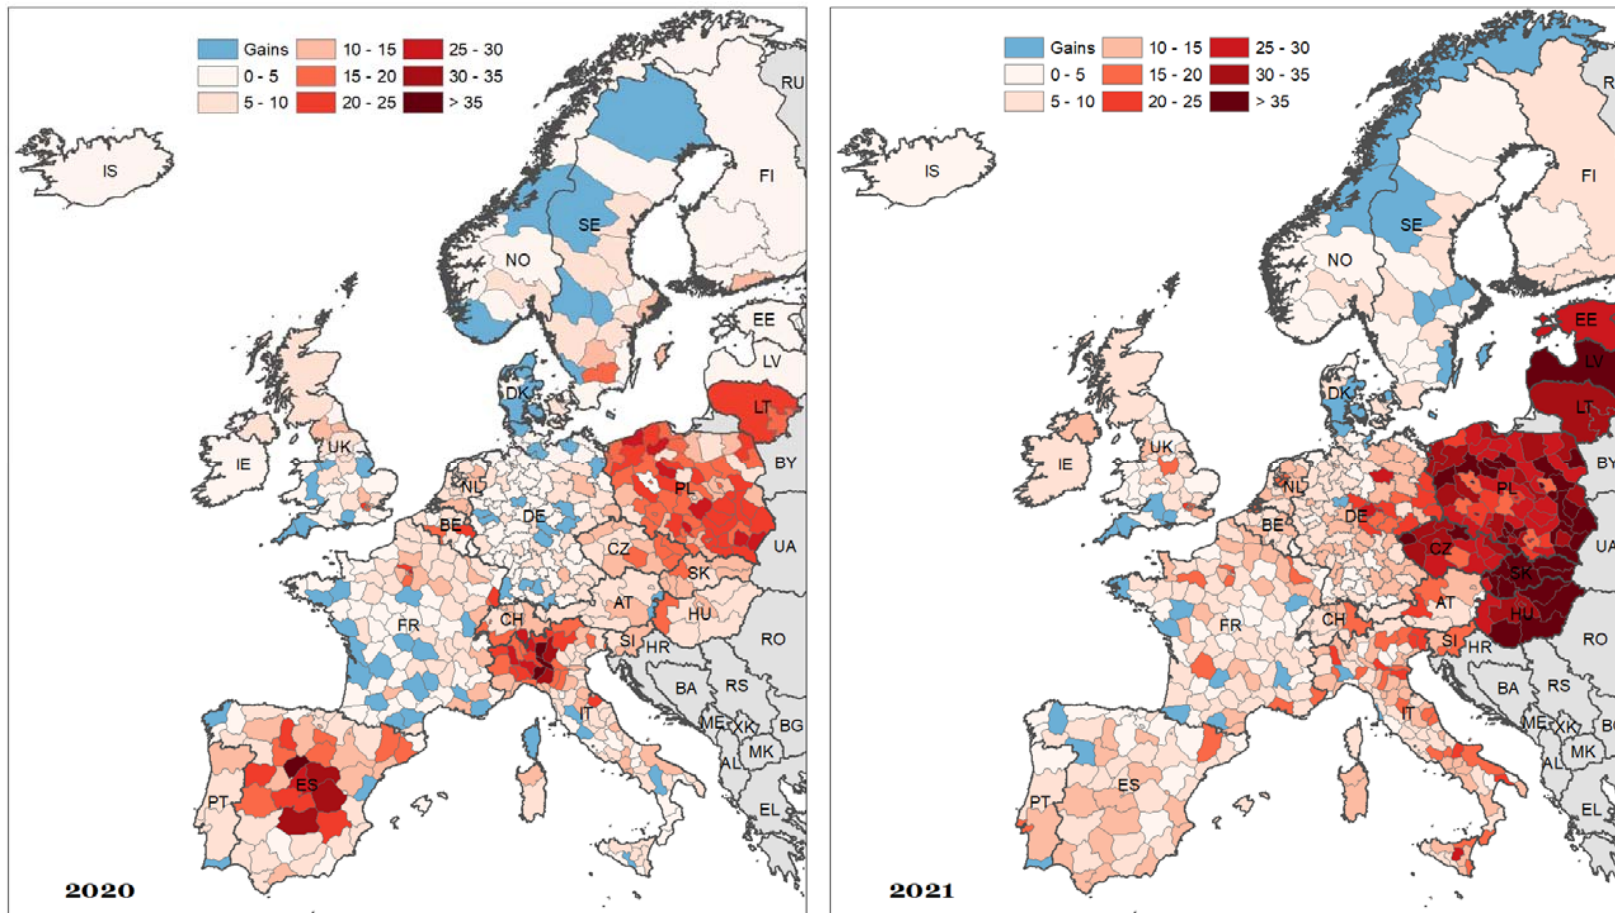 Gains 10 - 15 25 - 30
0 - 5 15 - 20 30 - 35
5 - 10 20 - 25 > 35
RU
IS
FI
SE
NO
EE
LV
DK
LT
UK
IE
BY
NL
PL
BE
DE
UA
CZ
SK
AT
HU
FR
CH
SI
HR
RO
BA
RS
IT
ME
XK
BG
MK
AL
ES
PT
EL
2020
Gains 10 - 15 25 - 30
0 - 5 15 - 20 30 - 35
5 - 10 20 - 25 > 35
R
IS
FI
SE
NO
EE
LV
DK
LT
UK
IE
BY
NL
PL
BE
DE
UA
CZ
SK
AT
HU
FR
CH
SI
HR
RO
BA
RS
IT
ME
XK
MK
AL
ES
PT
EL
2021